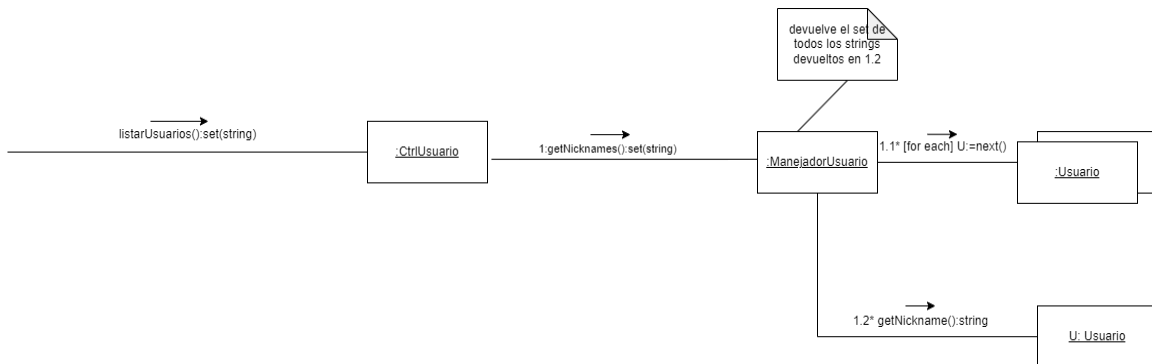 devuelve el set de
todos los strings
devueltos en 1.2
listarUsuarios():set(string)
:CtrlUsuario
1:getNicknames():set(string)
:ManejadorUsuario
1.1* [for each] U:=next()
:Usuario
1.2* getNickname():string
U: Usuario